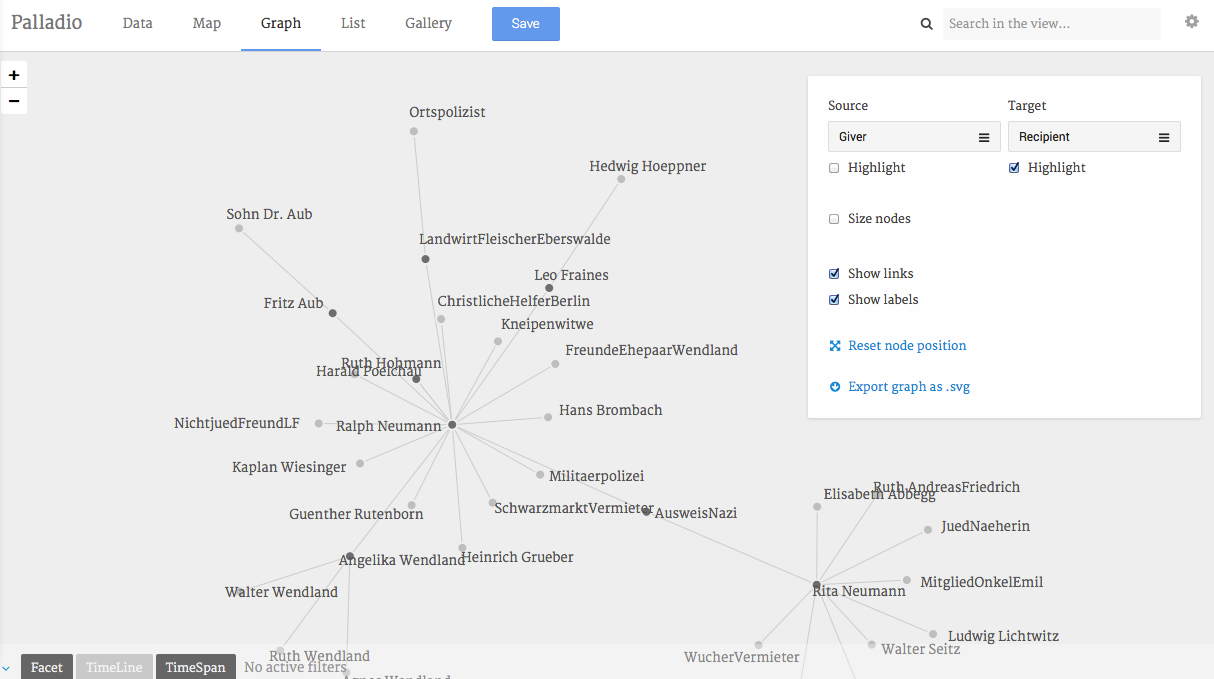 Palladio
Data
Map
Graph
List
Gallery
Save
Search in the view...
+
−
Source
Target
Giver
Recipient
Highlight
Highlight
Size nodes
Show links
Show labels
Reset node position
Export graph as .svg
Ortspolizist
Hedwig Hoeppner
Sohn Dr. Aub
LandwirtFleischerEberswalde
Leo Fraines
ChristlicheHelferBerlin
Fritz Aub
Kneipenwitwe
FreundeEhepaarWendland
Ruth Hohmann
Harald Poelchau
Hans Brombach
NichtjuedFreundLF
Ralph Neumann
Kaplan Wiesinger
Militaerpolizei
Guenther Rutenborn
SchwarzmarktVermieter
AusweisNazi
Ruth AndreasFriedrich
Elisabeth Abbegg
JuedNaeherin
Angelika Wendland
Heinrich Grueber
MitgliedOnkelEmil
Walter Wendland
Rita Neumann
Ludwig Lichtwitz
Walter Seitz
WucherVermieter
Ruth Wendland
Facet
TimeLine
TimeSpan
No active filters
Agnes Wendland